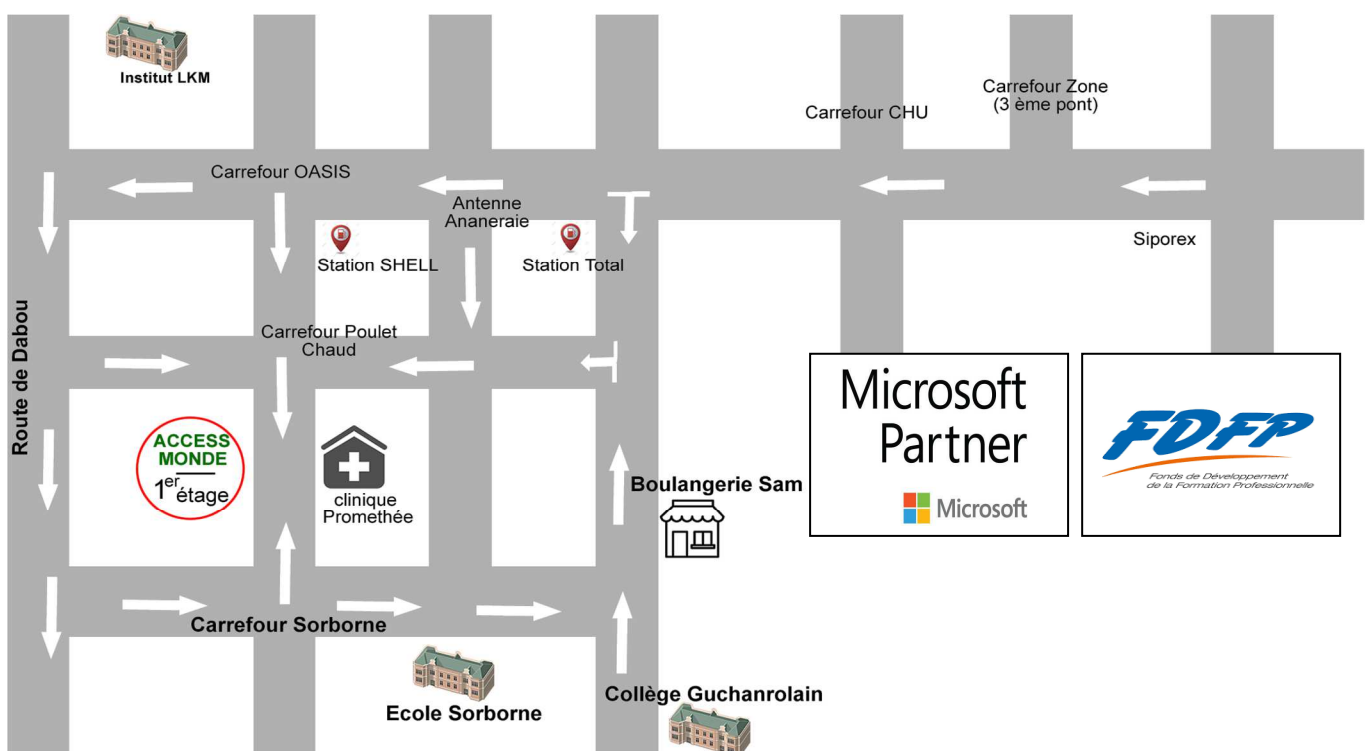 Institut LKM
Carrefour Zone
(3 ème pont)
Carrefour CHU
Carrefour OASIS
Antenne
Ananeraie
Siporex
Station SHELL
Station Total
Route de Dabou
Carrefour Poulet
Chaud
Microsoft
Partner
Microsoft
FDFP
Fonds de Développement
de la Formation Professionnelle
ACCESS
MONDE
1er étage
clinique
Promethée
Boulangerie Sam
Carrefour Sorborne
Ecole Sorborne
Collège Guchanrolain